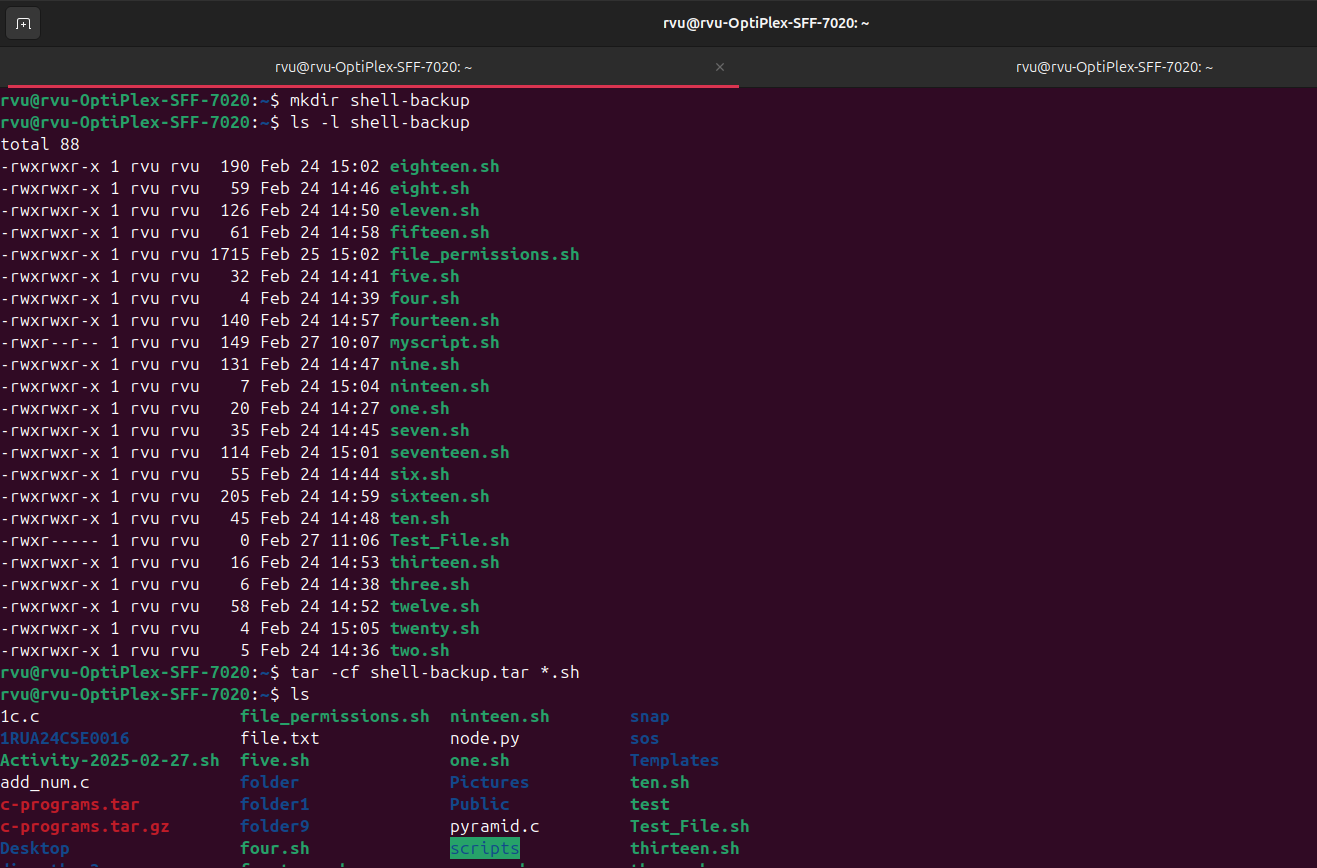 rvu@rvu-OptiPlex-SFF-7020: ~
rvu@rvu-OptiPlex-SFF-7020: ~ × rvu@rvu-OptiPlex-SFF-7020: ~
rvu@rvu-OptiPlex-SFF-7020:~$ mkdir shell-backup
rvu@rvu-OptiPlex-SFF-7020:~$ ls -l shell-backup
total 88
-rwxrwxr-x 1 rvu rvu  190 Feb 24 15:02 eighteen.sh
-rwxrwxr-x 1 rvu rvu   59 Feb 24 14:46 eight.sh
-rwxrwxr-x 1 rvu rvu  126 Feb 24 14:50 eleven.sh
-rwxrwxr-x 1 rvu rvu   61 Feb 24 14:58 fifteen.sh
-rwxrwxr-x 1 rvu rvu 1715 Feb 25 15:02 file_permissions.sh
-rwxrwxr-x 1 rvu rvu   32 Feb 24 14:41 five.sh
-rwxrwxr-x 1 rvu rvu    4 Feb 24 14:39 four.sh
-rwxrwxr-x 1 rvu rvu  140 Feb 24 14:57 fourteen.sh
-rwxr--r-- 1 rvu rvu  149 Feb 27 10:07 myscript.sh
-rwxrwxr-x 1 rvu rvu  131 Feb 24 14:47 nine.sh
-rwxrwxr-x 1 rvu rvu    7 Feb 24 15:04 ninteen.sh
-rwxrwxr-x 1 rvu rvu   20 Feb 24 14:27 one.sh
-rwxrwxr-x 1 rvu rvu   35 Feb 24 14:45 seven.sh
-rwxrwxr-x 1 rvu rvu  114 Feb 24 15:01 seventeen.sh
-rwxrwxr-x 1 rvu rvu   55 Feb 24 14:44 six.sh
-rwxrwxr-x 1 rvu rvu  205 Feb 24 14:59 sixteen.sh
-rwxrwxr-x 1 rvu rvu   45 Feb 24 14:48 ten.sh
-rwxr----- 1 rvu rvu    0 Feb 27 11:06 Test_File.sh
-rwxrwxr-x 1 rvu rvu   16 Feb 24 14:53 thirteen.sh
-rwxrwxr-x 1 rvu rvu    6 Feb 24 14:38 three.sh
-rwxrwxr-x 1 rvu rvu   58 Feb 24 14:52 twelve.sh
-rwxrwxr-x 1 rvu rvu    4 Feb 24 15:05 twenty.sh
-rwxrwxr-x 1 rvu rvu    5 Feb 24 14:36 two.sh
rvu@rvu-OptiPlex-SFF-7020:~$ tar -cf shell-backup.tar *.sh
rvu@rvu-OptiPlex-SFF-7020:~$ ls
1c.c file_permissions.sh ninteen.sh snap
1RUA24CSE0016 file.txt node.py sos
Activity-2025-02-27.sh five.sh one.sh Templates
add_num.c folder Pictures ten.sh
c-programs.tar folder1 Public test
c-programs.tar.gz folder9 pyramid.c Test_File.sh
Desktop four.sh scripts thirteen.sh